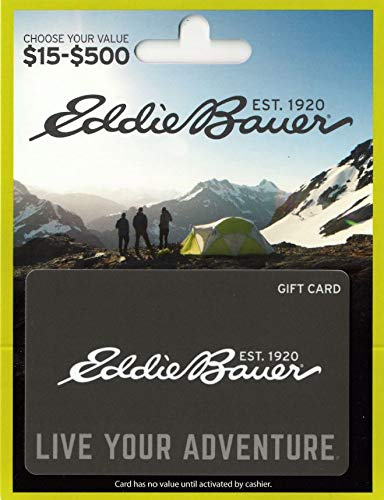 CHOOSE YOUR VALUE
$15-$500
EST. 1920
Eddie Bauer®
GIFT CARD
EST. 1920
Eddie Bauer®
LIVE YOUR ADVENTURE®
Card has no value until activated by cashier.